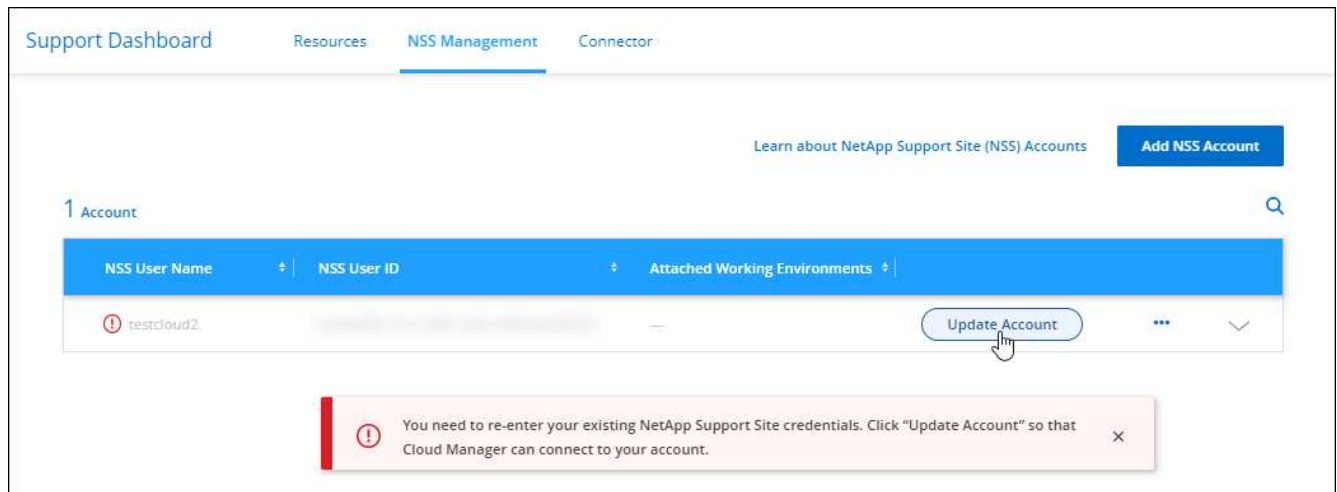 Support Dashboard Resources NSS Management Connector
Learn about NetApp Support Site (NSS) Accounts Add NSS Account
1 Account
NSS User Name NSS User ID Attached Working Environments
testcloud2 — Update Account ...
You need to re-enter your existing NetApp Support Site credentials. Click “Update Account” so that
Cloud Manager can connect to your account.